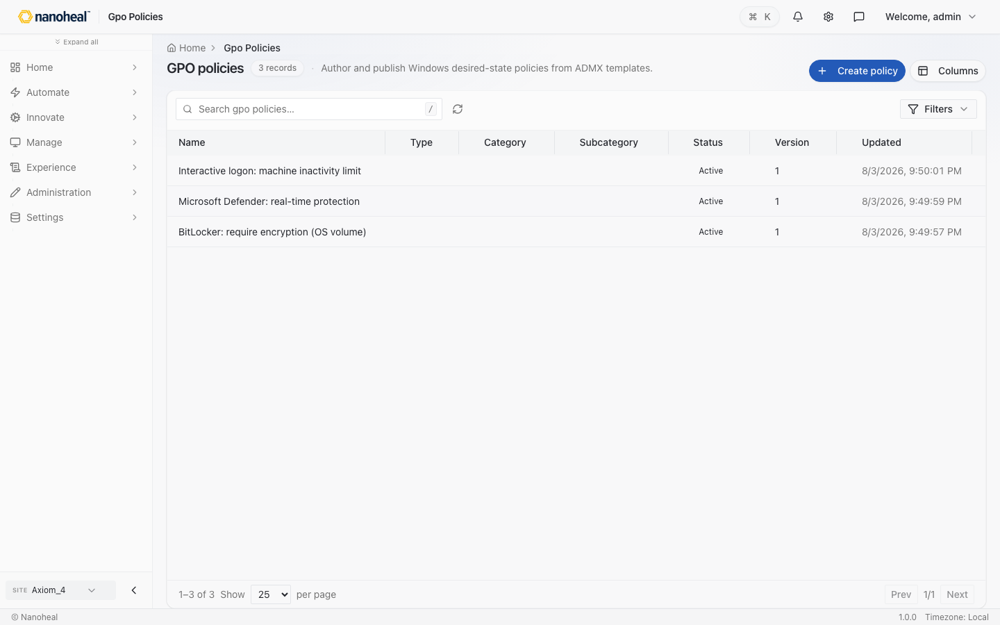 nanoheal™ Gpo Policies ⌘ K Welcome, admin
Expand all
Home
Automate
Innovate
Manage
Experience
Administration
Settings
SITE Axiom_4
Home > Gpo Policies
GPO policies 3 records · Author and publish Windows desired-state policies from ADMX templates.
Create policy Columns
Search gpo policies... / Filters
Name Type Category Subcategory Status Version Updated
Interactive logon: machine inactivity limit Active 1 8/3/2026, 9:50:01 PM
Microsoft Defender: real-time protection Active 1 8/3/2026, 9:49:59 PM
BitLocker: require encryption (OS volume) Active 1 8/3/2026, 9:49:57 PM
1–3 of 3 Show 25 per page Prev 1/1 Next
© Nanoheal 1.0.0 Timezone: Local